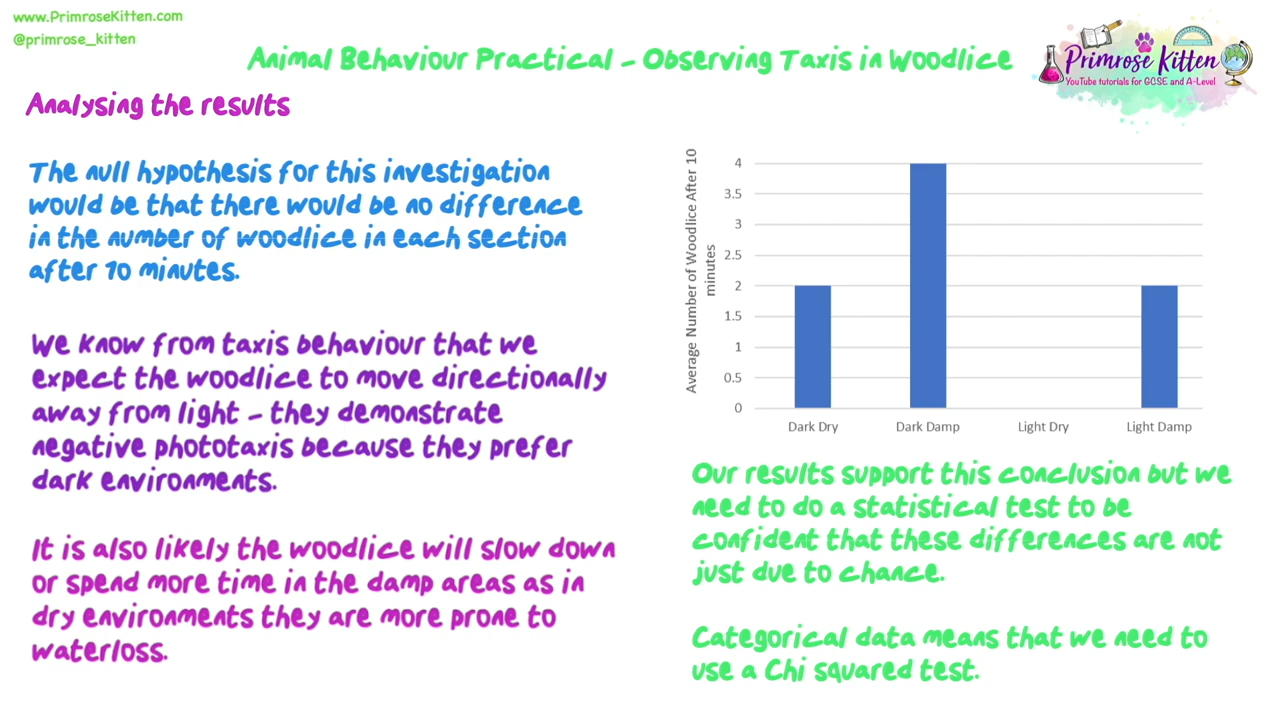 www.PrimroseKitten.com
@primrose_kitten
Animal Behaviour Practical - Observing Taxis in Woodlice
Primrose Kitten
YouTube tutorials for GCSE and A-Level
Analysing the results
The null hypothesis for this investigation
would be that there would be no difference
in the number of woodlice in each section
after 10 minutes.
We know from taxis behaviour that we
expect the woodlice to move directionally
away from light - they demonstrate
negative phototaxis because they prefer
dark environments.
It is also likely the woodlice will slow down
or spend more time in the damp areas as in
dry environments they are more prone to
waterloss.
Average Number of Woodlice After 10
minutes
4
3.5
3
2.5
2
1.5
1
0.5
0
Dark Dry
Dark Damp
Light Dry
Light Damp
Our results support this conclusion but we
need to do a statistical test to be
confident that these differences are not
just due to chance.
Categorical data means that we need to
use a Chi squared test.